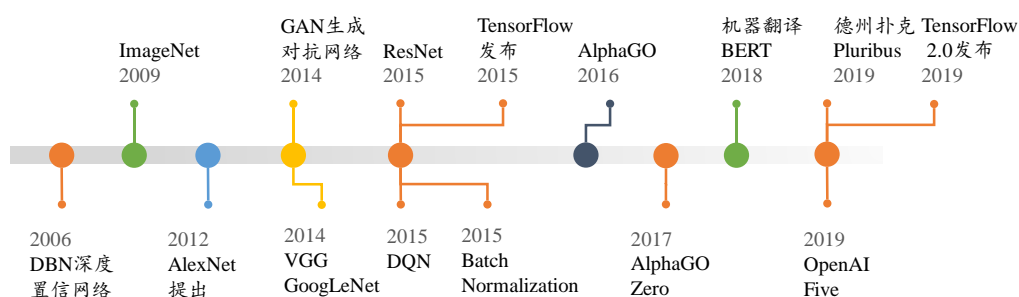 ImageNet
2009
GAN生成
对抗网络
2014
ResNet
2015
TensorFlow
发布
2015
AlphaGO
2016
机器翻译
BERT
2018
德州扑克
Pluribus
2019
TensorFlow
2.0发布
2019
2006
DBN深度
置信网络
2012
AlexNet
提出
2014
VGG
GoogLeNet
2015
DQN
2015
Batch
Normalization
2017
AlphaGO
Zero
2019
OpenAI
Five